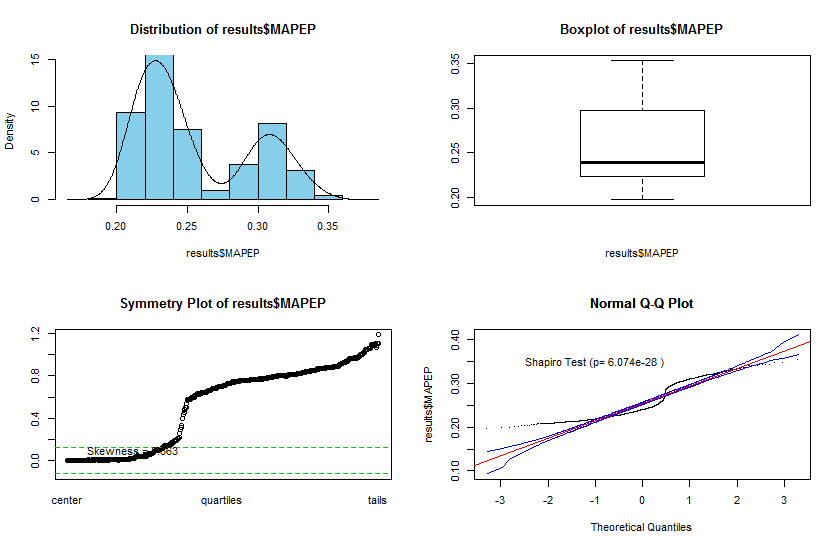 Distribution of results$MAPEP
Density
15
10
5
0
0.20 0.25 0.30 0.35
results$MAPEP
Boxplot of results$MAPEP
0.35
0.30
0.25
0.20
results$MAPEP
Symmetry Plot of results$MAPEP
1.2
0.8
0.4
0.0
Skewness =
center quartiles tails
Normal Q-Q Plot
results$MAPEP
0.40
0.30
0.20
0.10
Shapiro Test (p= 6.074e-28 )
-3 -2 -1 0 1 2 3
Theoretical Quantiles